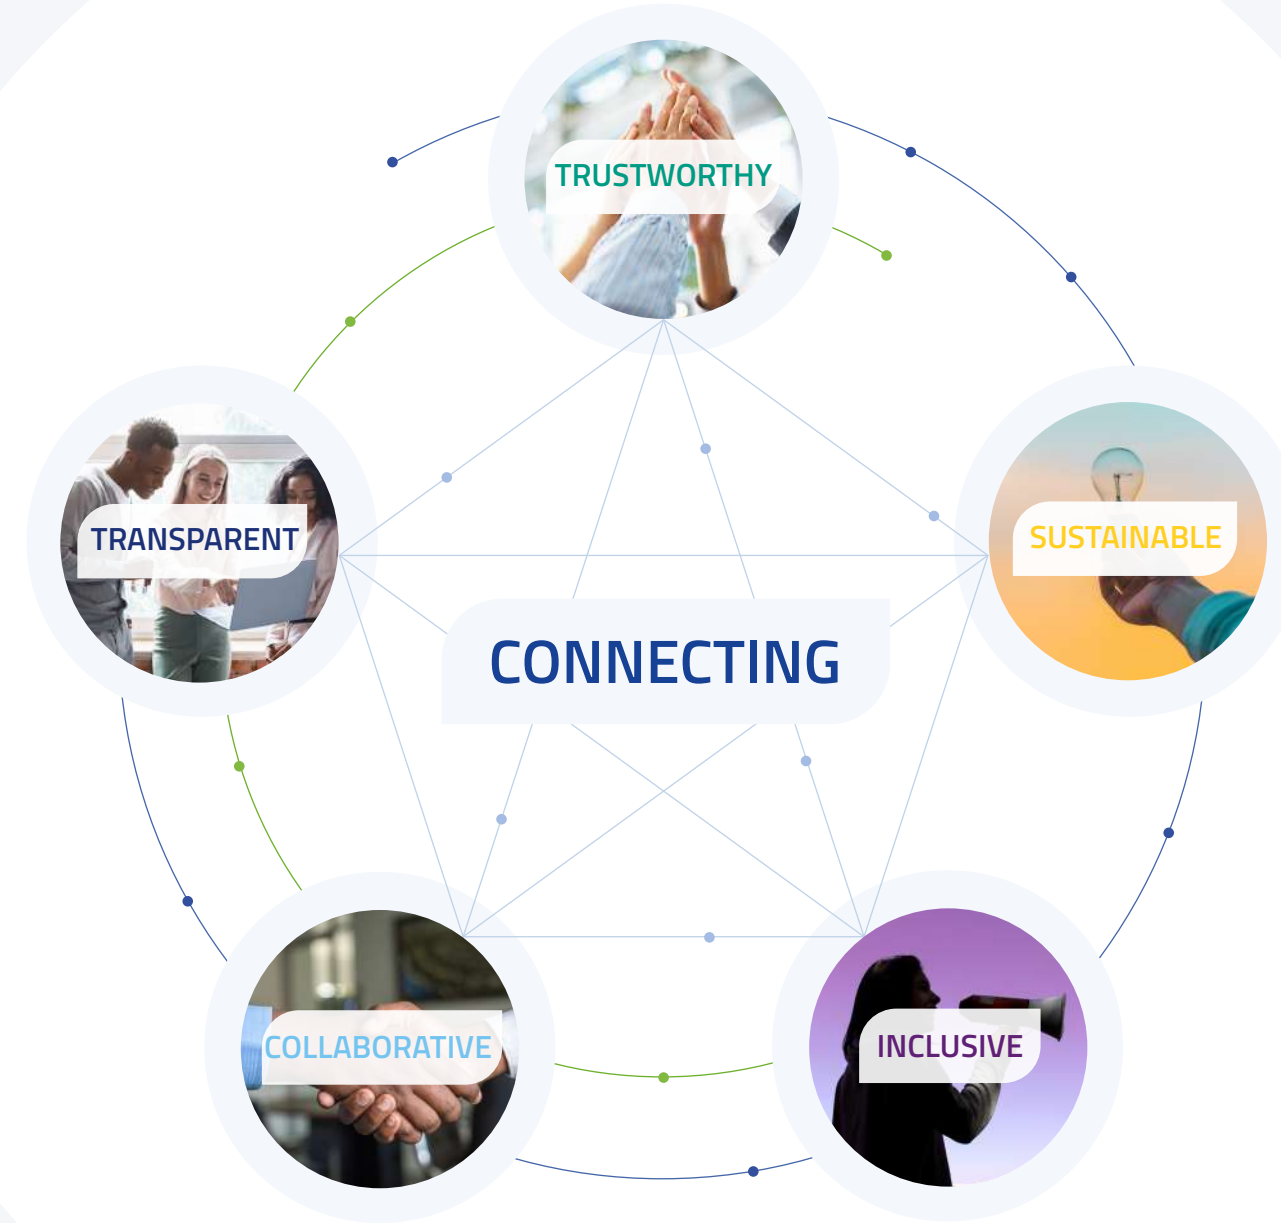 TRUSTWORTHY
TRANSPARENT
SUSTAINABLE
CONNECTING
COLLABORATIVE
INCLUSIVE